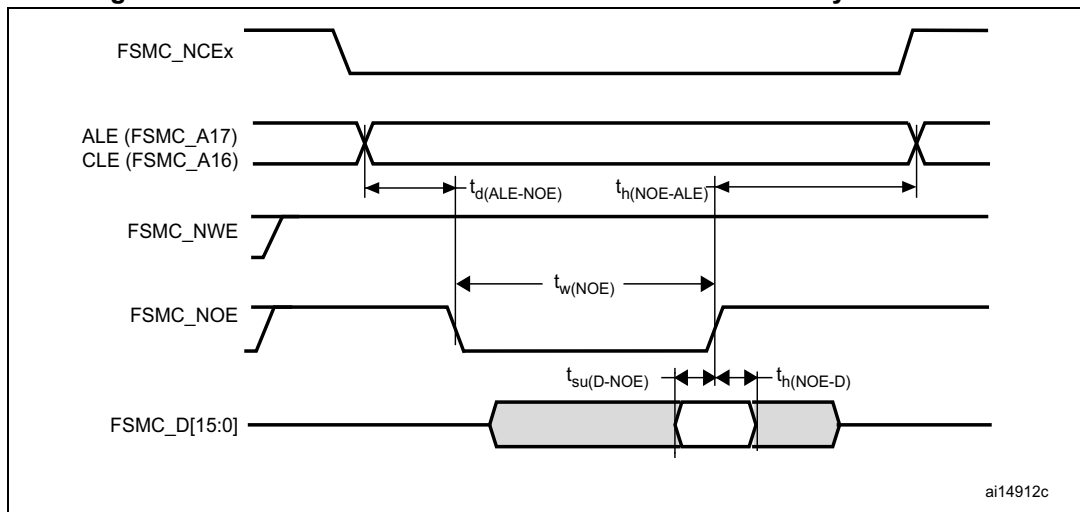 FSMC_NCEx
ALE (FSMC_A17)
CLE (FSMC_A16)
td(ALE-NOE)
th(NOE-ALE)
FSMC_NWE
tw(NOE)
FSMC_NOE
tsu(D-NOE)
th(NOE-D)
FSMC_D[15:0]
ai14912c